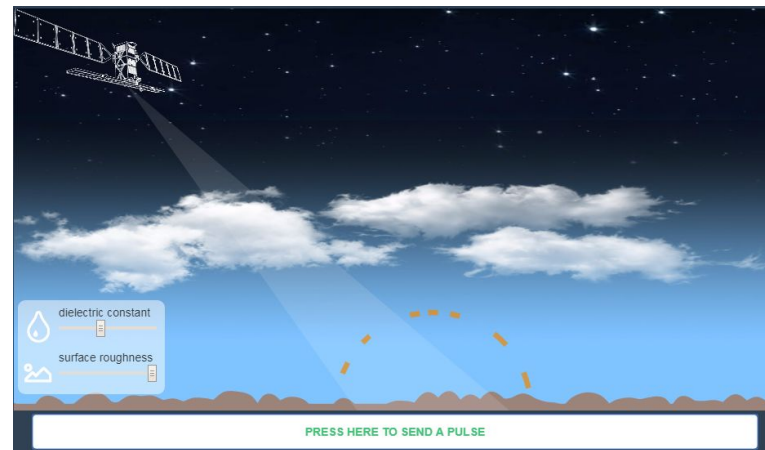 dielectric constant
surface roughness
PRESS HERE TO SEND A PULSE